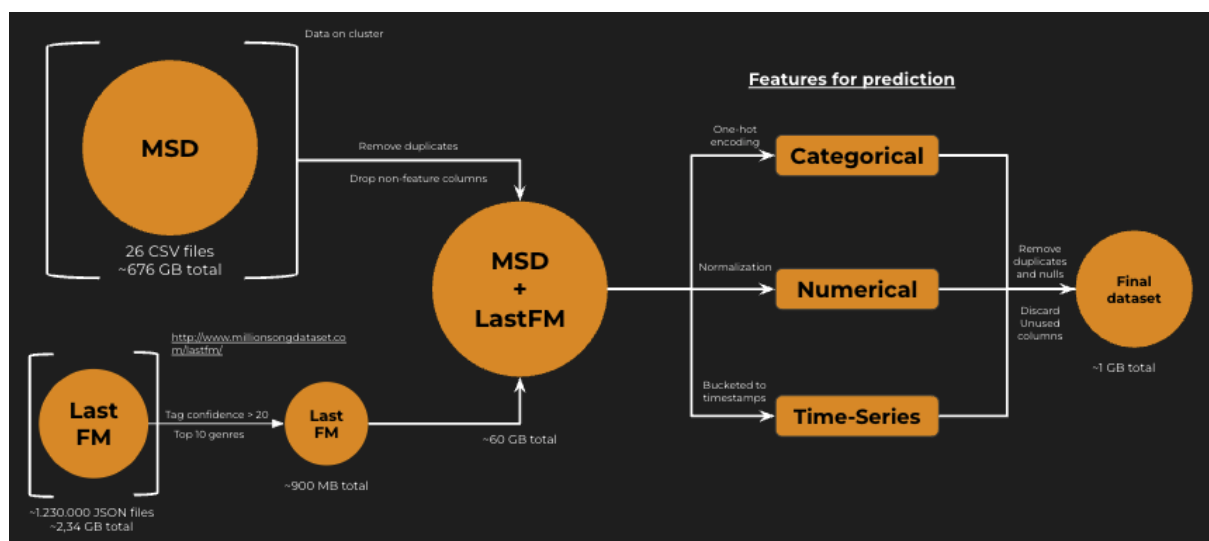 Data on cluster
MSD
26 CSV files
~676 GB total
Remove duplicates
Drop non-feature columns
http://www.millionsongdataset.co
m/lastfm/
Last
FM
~1.230.000 JSON files
~2,34 GB total
Tag confidence > 20
Top 10 genres
Last
FM
~900 MB total
MSD
+
LastFM
~60 GB total
Features for prediction
One-hot
encoding
Categorical
Normalization
Numerical
Bucketed to
timestamps
Time-Series
Remove
duplicates
and nulls
Discard
Unused
columns
Final
dataset
~1 GB total